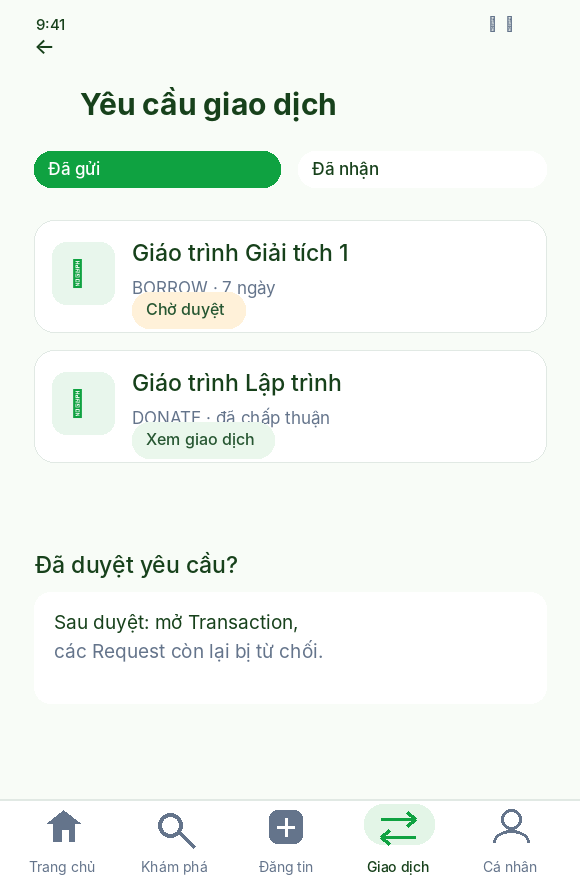 9:41
Yêu cầu giao dịch
Đã gửi
Đã nhận
Giáo trình Giải tích 1
BORROW · 7 ngày
Chờ duyệt
Giáo trình Lập trình
DONATE · đã chấp thuận
Xem giao dịch
Đã duyệt yêu cầu?
Sau duyệt: mở Transaction,
các Request còn lại bị từ chối.
Trang chủ
Khám phá
Đăng tin
Giao dịch
Cá nhân